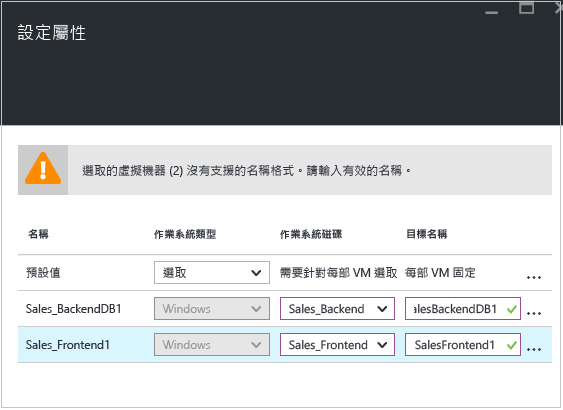 設定屬性
選取的虛擬機器 (2) 沒有支援的名稱格式。請輸入有效的名稱。
名稱 作業系統類型 作業系統磁碟 目標名稱
預設值 選取 需要針對每部 VM 選取 每部 VM 固定 ...
Sales_BackendDB1 Windows Sales_Backend alesBackendDB1 ...
Sales_Frontend1 Windows Sales_Frontend SalesFrontend1 ...